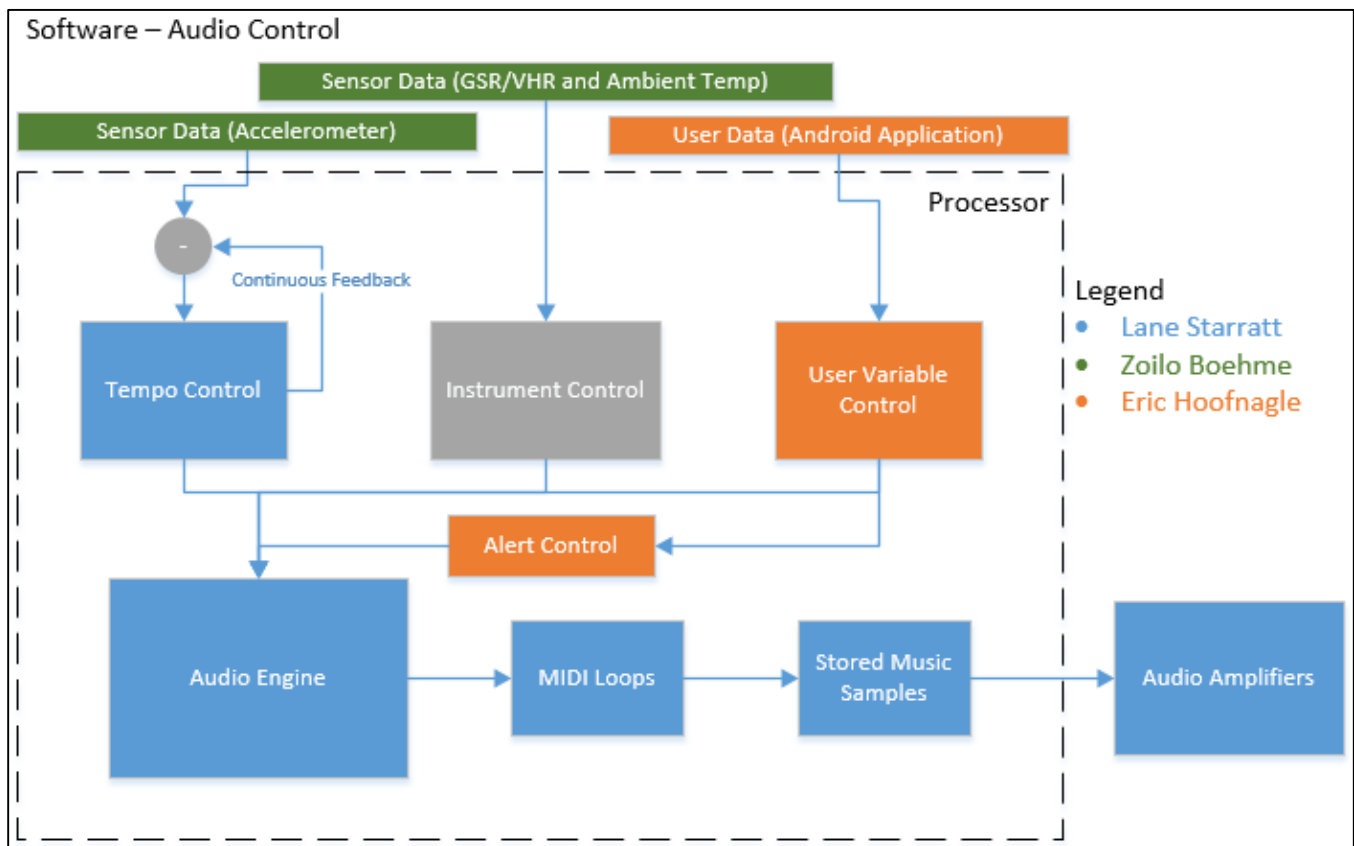 Software – Audio Control
Sensor Data (GSR/VHR and Ambient Temp)
Sensor Data (Accelerometer)
User Data (Android Application)
Processor
-
Continuous Feedback
Legend
• Lane Starratt
• Zoilo Boehme
• Eric Hoofnagle
Tempo Control
Instrument Control
User Variable
Control
Alert Control
Audio Engine
MIDI Loops
Stored Music
Samples
Audio Amplifiers